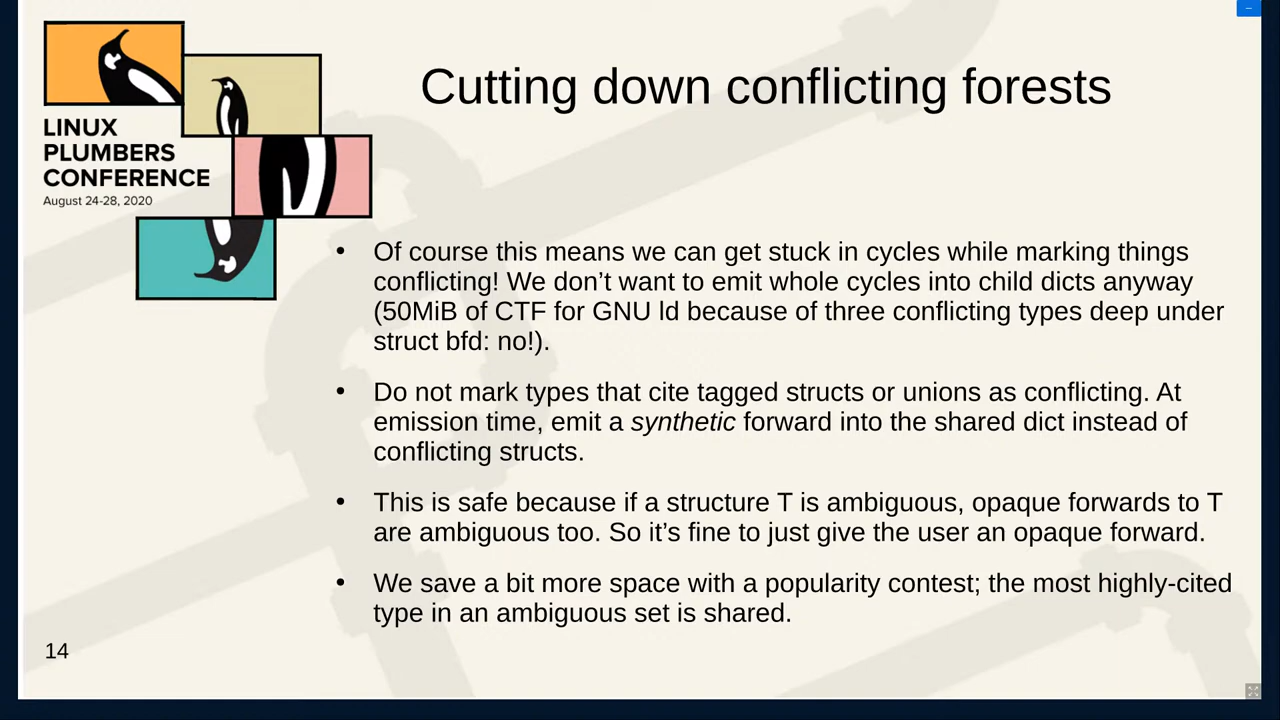 Cutting down conflicting forests
LINUX
PLUMBERS
CONFERENCE
August 24-28, 2020
• Of course this means we can get stuck in cycles while marking things
conflicting! We don’t want to emit whole cycles into child dicts anyway
(50MiB of CTF for GNU ld because of three conflicting types deep under
struct bfd: no!).
• Do not mark types that cite tagged structs or unions as conflicting. At
emission time, emit a synthetic forward into the shared dict instead of
conflicting structs.
• This is safe because if a structure T is ambiguous, opaque forwards to T
are ambiguous too. So it’s fine to just give the user an opaque forward.
• We save a bit more space with a popularity contest; the most highly-cited
type in an ambiguous set is shared.
14